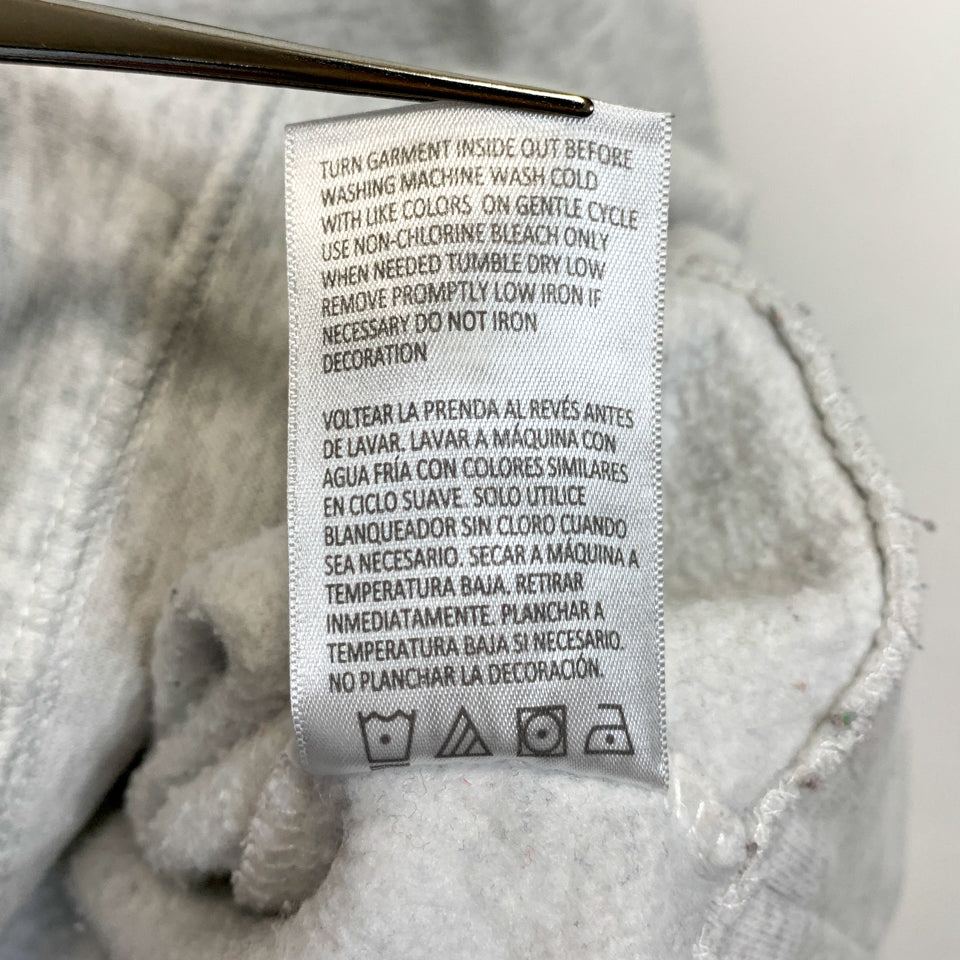 TURN GARMENT INSIDE OUT BEFORE
WASHING MACHINE WASH COLD
WITH LIKE COLORS ON GENTLE CYCLE
USE NON-CHLORINE BLEACH ONLY
WHEN NEEDED TUMBLE DRY LOW
REMOVE PROMPTLY LOW IRON IF
NECESSARY DO NOT IRON
DECORATION
VOLTEAR LA PRENDA AL REVÉS ANTES
DE LAVAR. LAVAR A MÁQUINA CON
AGUA FRÍA CON COLORES SIMILARES
EN CICLO SUAVE. SOLO UTILICE
BLANQUEADOR SIN CLORO CUANDO
SEA NECESARIO. SECAR A MÁQUINA A
TEMPERATURA BAJA. RETIRAR
INMEDIATAMENTE. PLANCHAR A
TEMPERATURA BAJA SI NECESARIO.
NO PLANCHAR LA DECORACIÓN.